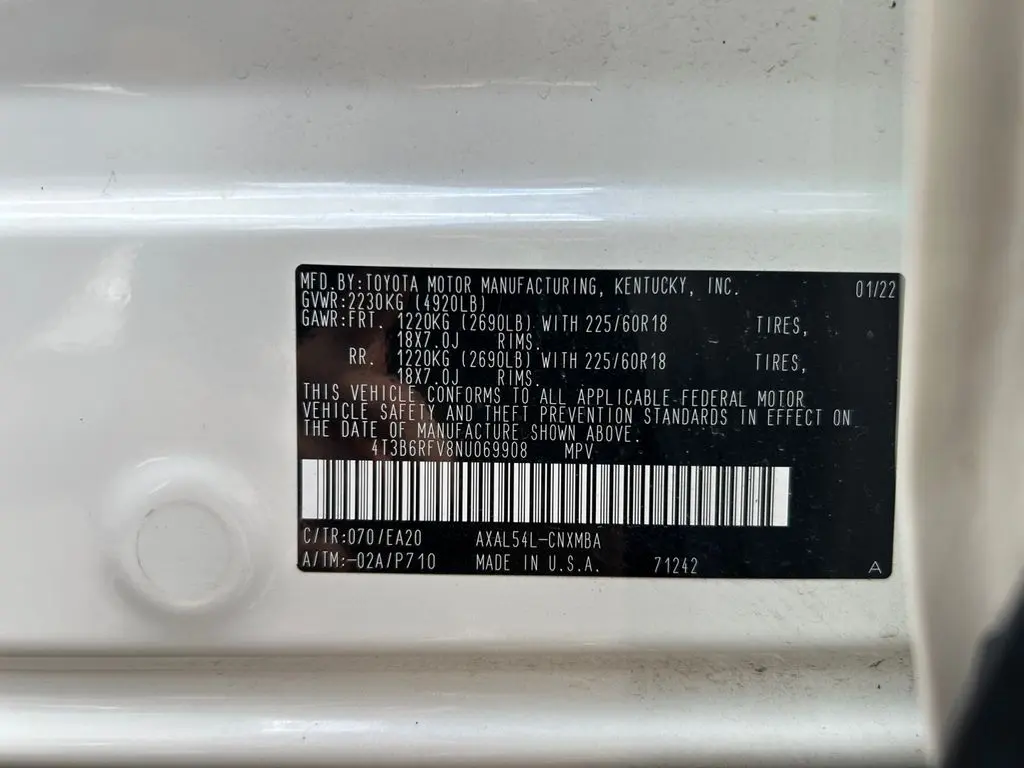 MFD.BY:TOYOTA MOTOR MANUFACTURING, KENTUCKY, INC. 01/22
GVWR:2230KG (4920LB)
GAWR:FRT. 1220KG (2690LB) WITH 225/60R18 TIRES,
18X7.0J RIMS.
RR. 1220KG (2690LB) WITH 225/60R18 TIRES,
18X7.0J RIMS.
THIS VEHICLE CONFORMS TO ALL APPLICABLE FEDERAL MOTOR
VEHICLE SAFETY AND THEFT PREVENTION STANDARDS IN EFFECT ON
THE DATE OF MANUFACTURE SHOWN ABOVE.
4T3B6RFV8NU069908 MPV
C/TR:070/EA20 AXAL54L-CNXMBA
A/TM:-02A/P710 MADE IN U.S.A. 71242 A